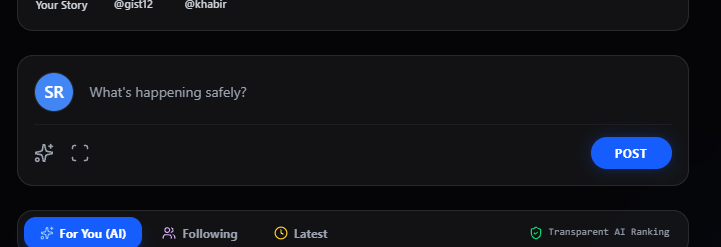 Your Story @gist12 @khabir
SR What's happening safely?
POST
For You (AI) Following Latest Transparent AI Ranking